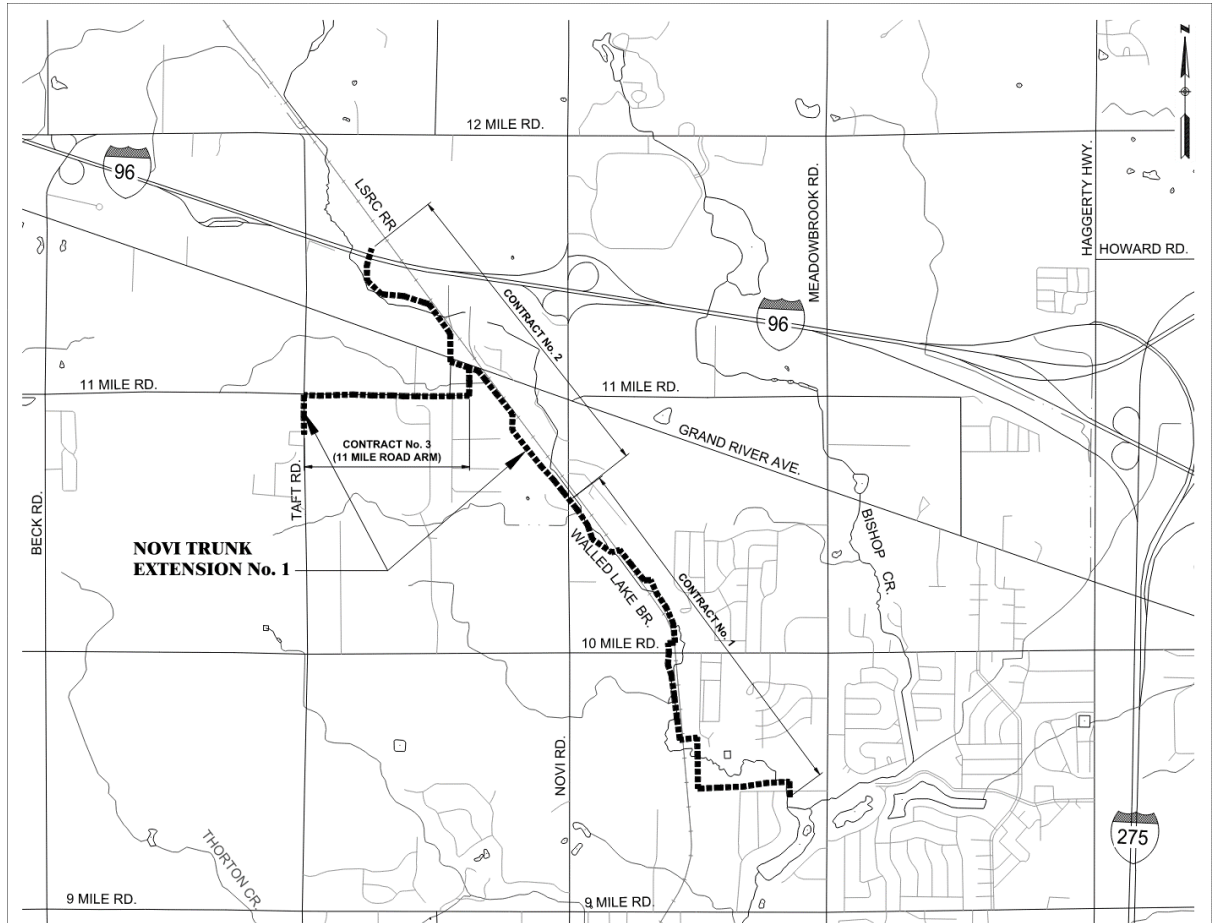 N
12 MILE RD.
96
LSRC RR
MEADOWBROOK RD.
HAGGERTY HWY.
HOWARD RD.
CONTRACT No. 2
96
11 MILE RD.
11 MILE RD.
GRAND RIVER AVE.
CONTRACT No. 3
(11 MILE ROAD ARM)
BECK RD.
TAFT RD.
BISHOP CR.
NOVI TRUNK
EXTENSION No. 1
WALLED LAKE BR.
CONTRACT No. 1
10 MILE RD.
NOVI RD.
THORTON CR.
275
9 MILE RD.
9 MILE RD.